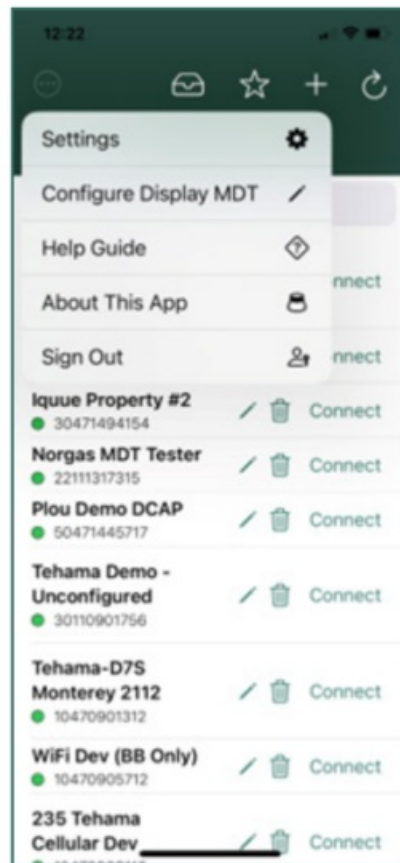 12:22
Settings
Configure Display MDT
Help Guide
About This App
Sign Out
nnect
nnect
Iquue Property #2
30471494154
Connect
Norgas MDT Tester
22111317315
Connect
Plou Demo DCAP
50471445717
Connect
Tehama Demo -
Unconfigured
30110901756
Connect
Tehama-D7S
Monterey 2112
10470901312
Connect
WiFi Dev (BB Only)
10470905712
Connect
235 Tehama
Cellular Dev
Connect